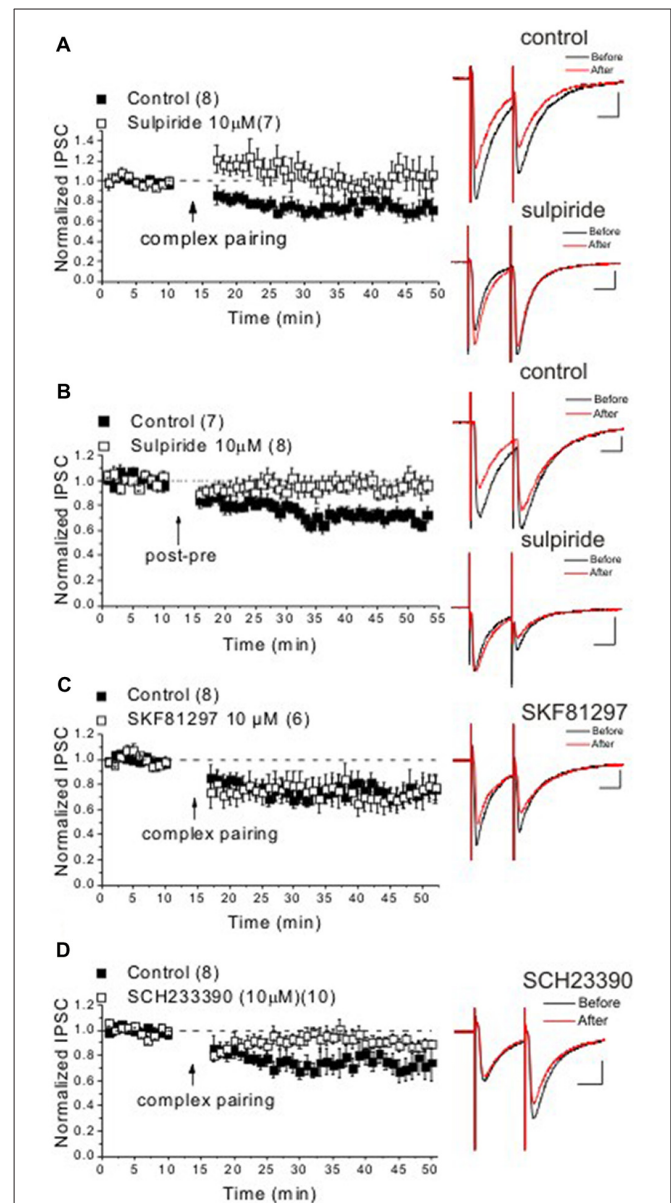 A
control
Before
After
Control (8)
Sulpiride 10μM(7)
Normalized IPSC
1.4
1.2
1.0
0.8
0.6
0.4
0.2
0.0
complex pairing
0 5 10 15 20 25 30 35 40 45 50
Time (min)
sulpiride
Before
After
B
control
Before
After
Control (7)
Sulpiride 10μM (8)
Normalized IPSC
1.4
1.2
1.0
0.8
0.6
0.4
0.2
0.0
post-pre
0 5 10 15 20 25 30 35 40 45 50 55
Time (min)
sulpiride
Before
After
C
Control (8)
SKF81297 10 μM (6)
SKF81297
Before
After
Normalized IPSC
1.2
1.0
0.8
0.6
0.4
0.2
0.0
complex pairing
0 5 10 15 20 25 30 35 40 45 50
Time (min)
D
Control (8)
SCH233390 (10μM)(10)
SCH23390
Before
After
Normalized IPSC
1.2
1.0
0.8
0.6
0.4
0.2
0.0
complex pairing
0 5 10 15 20 25 30 35 40 45 50
Time (min)